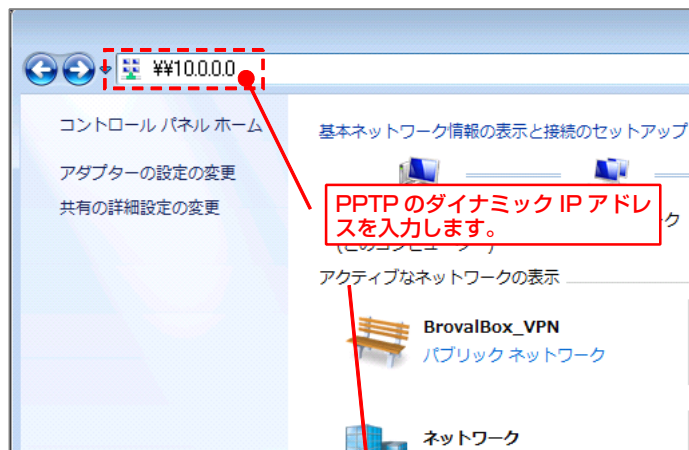 ¥¥10.0.0.0
コントロール パネル ホーム
基本ネットワーク情報の表示と接続のセットアップ
アダプターの設定の変更
共有の詳細設定の変更
PPTP のダイナミック IP アドレ
スを入力します。
ク
アクティブなネットワークの表示
BrovalBox_VPN
パブリック ネットワーク
ネットワーク